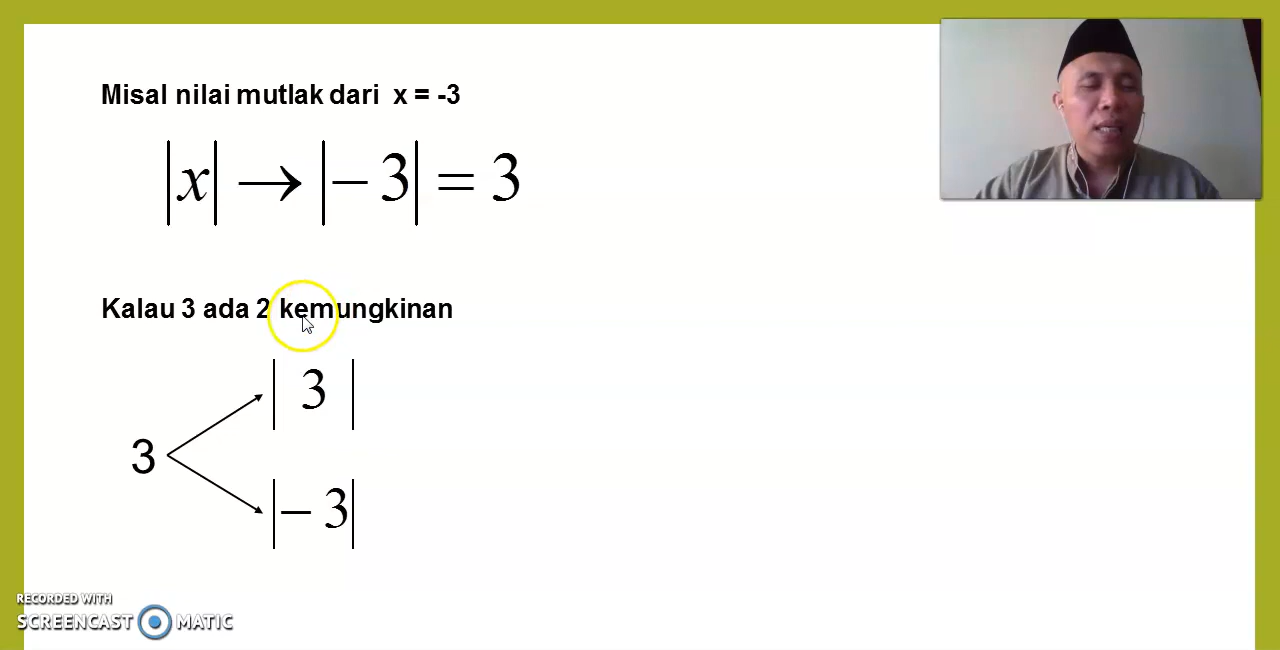 Misal nilai mutlak dari x = -3
|x| → |− 3| = 3
Kalau 3 ada 2 kemungkinan
| 3 |
3
|− 3|
RECORDED WITH
SCREENCAST MATIC